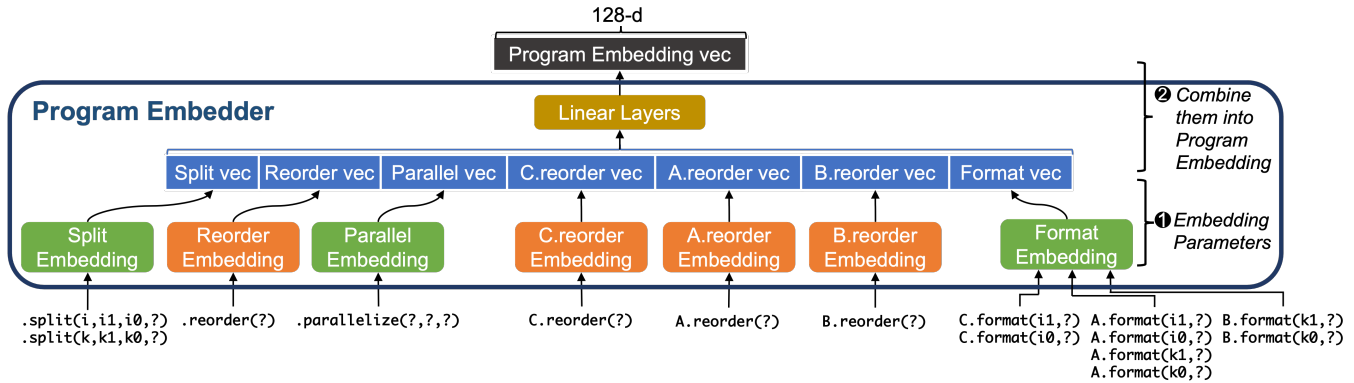 128-d
Program Embedding vec
Program Embedder
Linear Layers
❷ Combine
them into
Program
Embedding
Split vec
Reorder vec
Parallel vec
C.reorder vec
A.reorder vec
B.reorder vec
Format vec
❶ Embedding
Parameters
Split
Embedding
Reorder
Embedding
Parallel
Embedding
C.reorder
Embedding
A.reorder
Embedding
B.reorder
Embedding
Format
Embedding
.split(i,i1,i0,?)
.split(k,k1,k0,?)
.reorder(?)
.parallelize(?,?,?)
C.reorder(?)
A.reorder(?)
B.reorder(?)
C.format(i1,?)
C.format(i0,?)
A.format(i1,?)
A.format(i0,?)
A.format(k1,?)
A.format(k0,?)
B.format(k1,?)
B.format(k0,?)